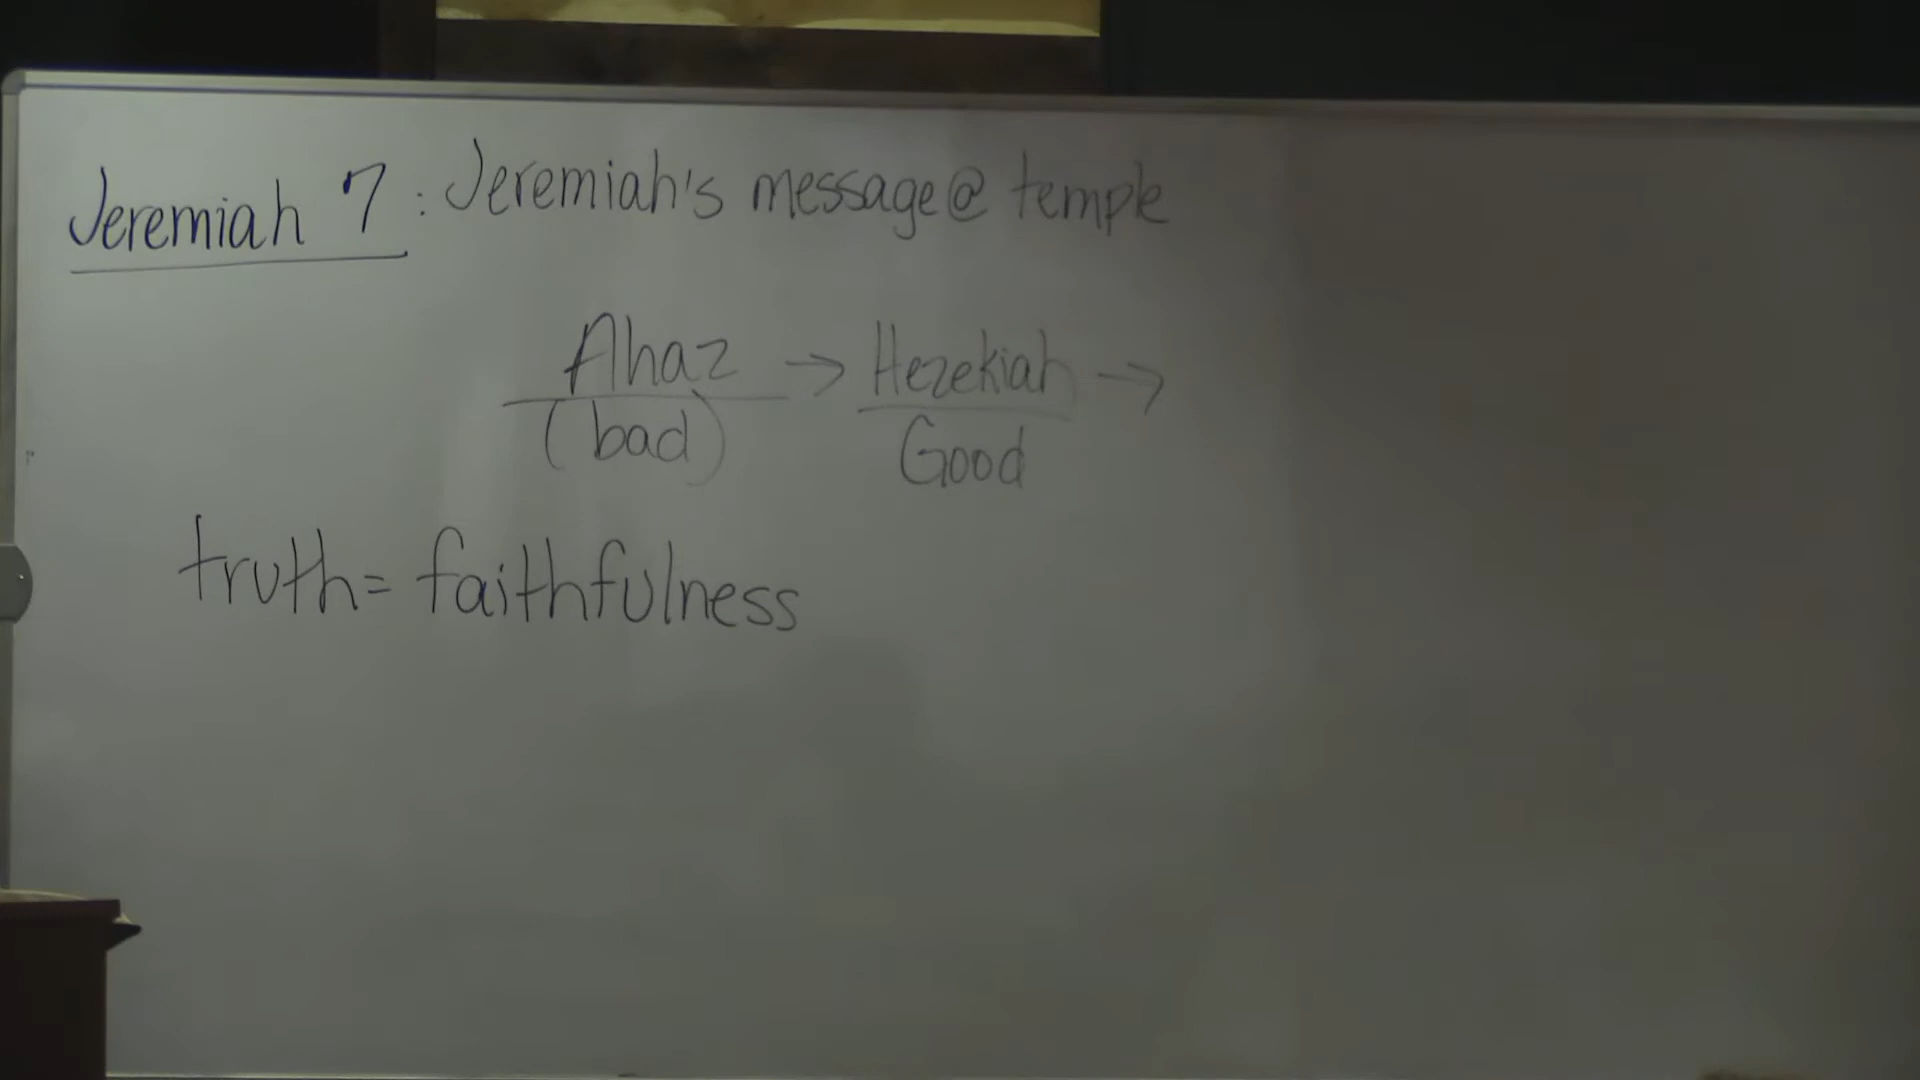 Jeremiah 7: Jeremiah's message @ temple
Ahaz → Hezekiah →
(bad) Good
truth= faithfulness